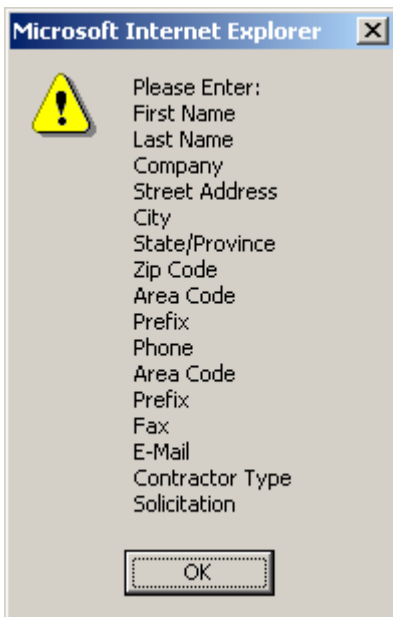 Microsoft Internet Explorer
Please Enter:
First Name
Last Name
Company
Street Address
City
State/Province
Zip Code
Area Code
Prefix
Phone
Area Code
Prefix
Fax
E-Mail
Contractor Type
Solicitation
OK